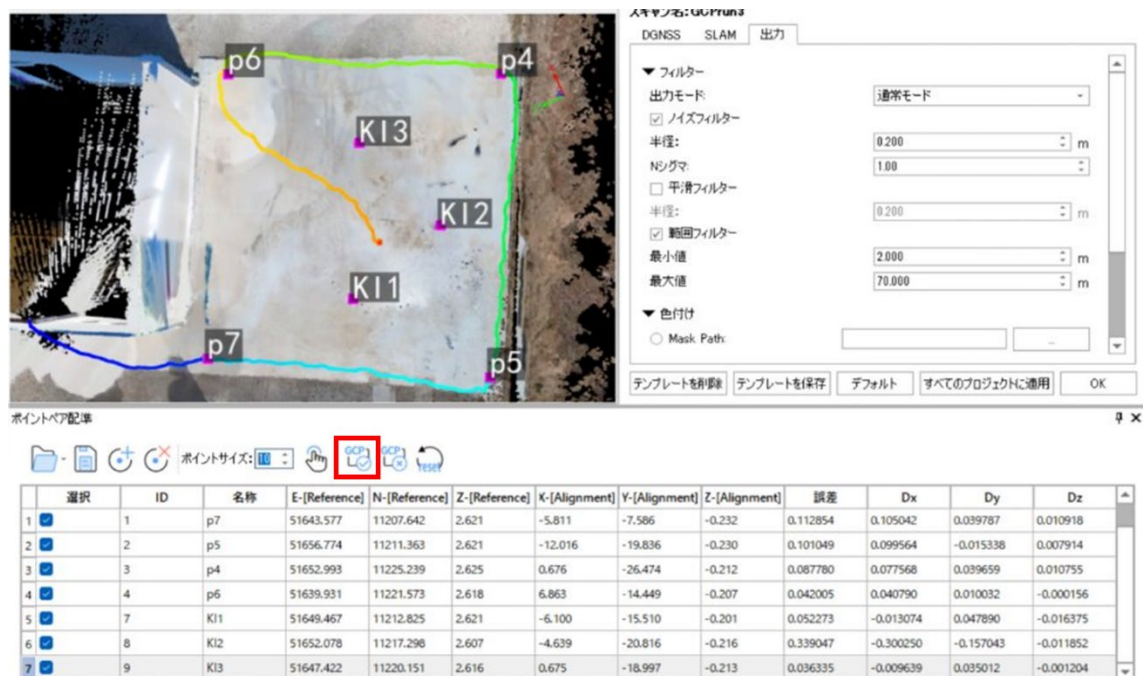 スキャン名:GCPrun3
DGNSS SLAM 出力
p6
p4
KI3
KI2
KI1
p7
p5
▼ フィルター
出力モード: 通常モード
ノイズフィルター
半径: 0.200 m
Nシグマ: 1.00
平滑フィルター
半径: 0.200 m
範囲フィルター
最小値 2.000 m
最大値 70.000 m
▼ 色付け
Mask Path: ...
テンプレートを削除 テンプレートを保存 デフォルト すべてのプロジェクトに適用 OK
ポイントペア配準
ポイントサイズ: 10 GCP GCP reset
選択 ID 名称 E-[Reference] N-[Reference] Z-[Reference] X-[Alignment] Y-[Alignment] Z-[Alignment] 誤差 Dx Dy Dz
1 1 p7 51643.577 11207.642 2.621 -5.811 -7.586 -0.232 0.112854 0.105042 0.039787 0.010918
2 2 p5 51656.774 11211.363 2.621 -12.016 -19.836 -0.230 0.101049 0.099564 -0.015338 0.007914
3 3 p4 51652.993 11225.239 2.625 0.676 -26.474 -0.212 0.087780 0.077568 0.039659 0.010755
4 4 p6 51639.931 11221.573 2.618 6.863 -14.449 -0.207 0.042005 0.040790 0.010032 -0.000156
5 7 KI1 51649.467 11212.825 2.621 -6.100 -15.510 -0.201 0.052273 -0.013074 0.047890 -0.016375
6 8 KI2 51652.078 11217.298 2.607 -4.639 -20.816 -0.216 0.339047 -0.300250 -0.157043 -0.011852
7 9 KI3 51647.422 11220.151 2.616 0.675 -18.997 -0.213 0.036335 -0.009639 0.035012 -0.001204